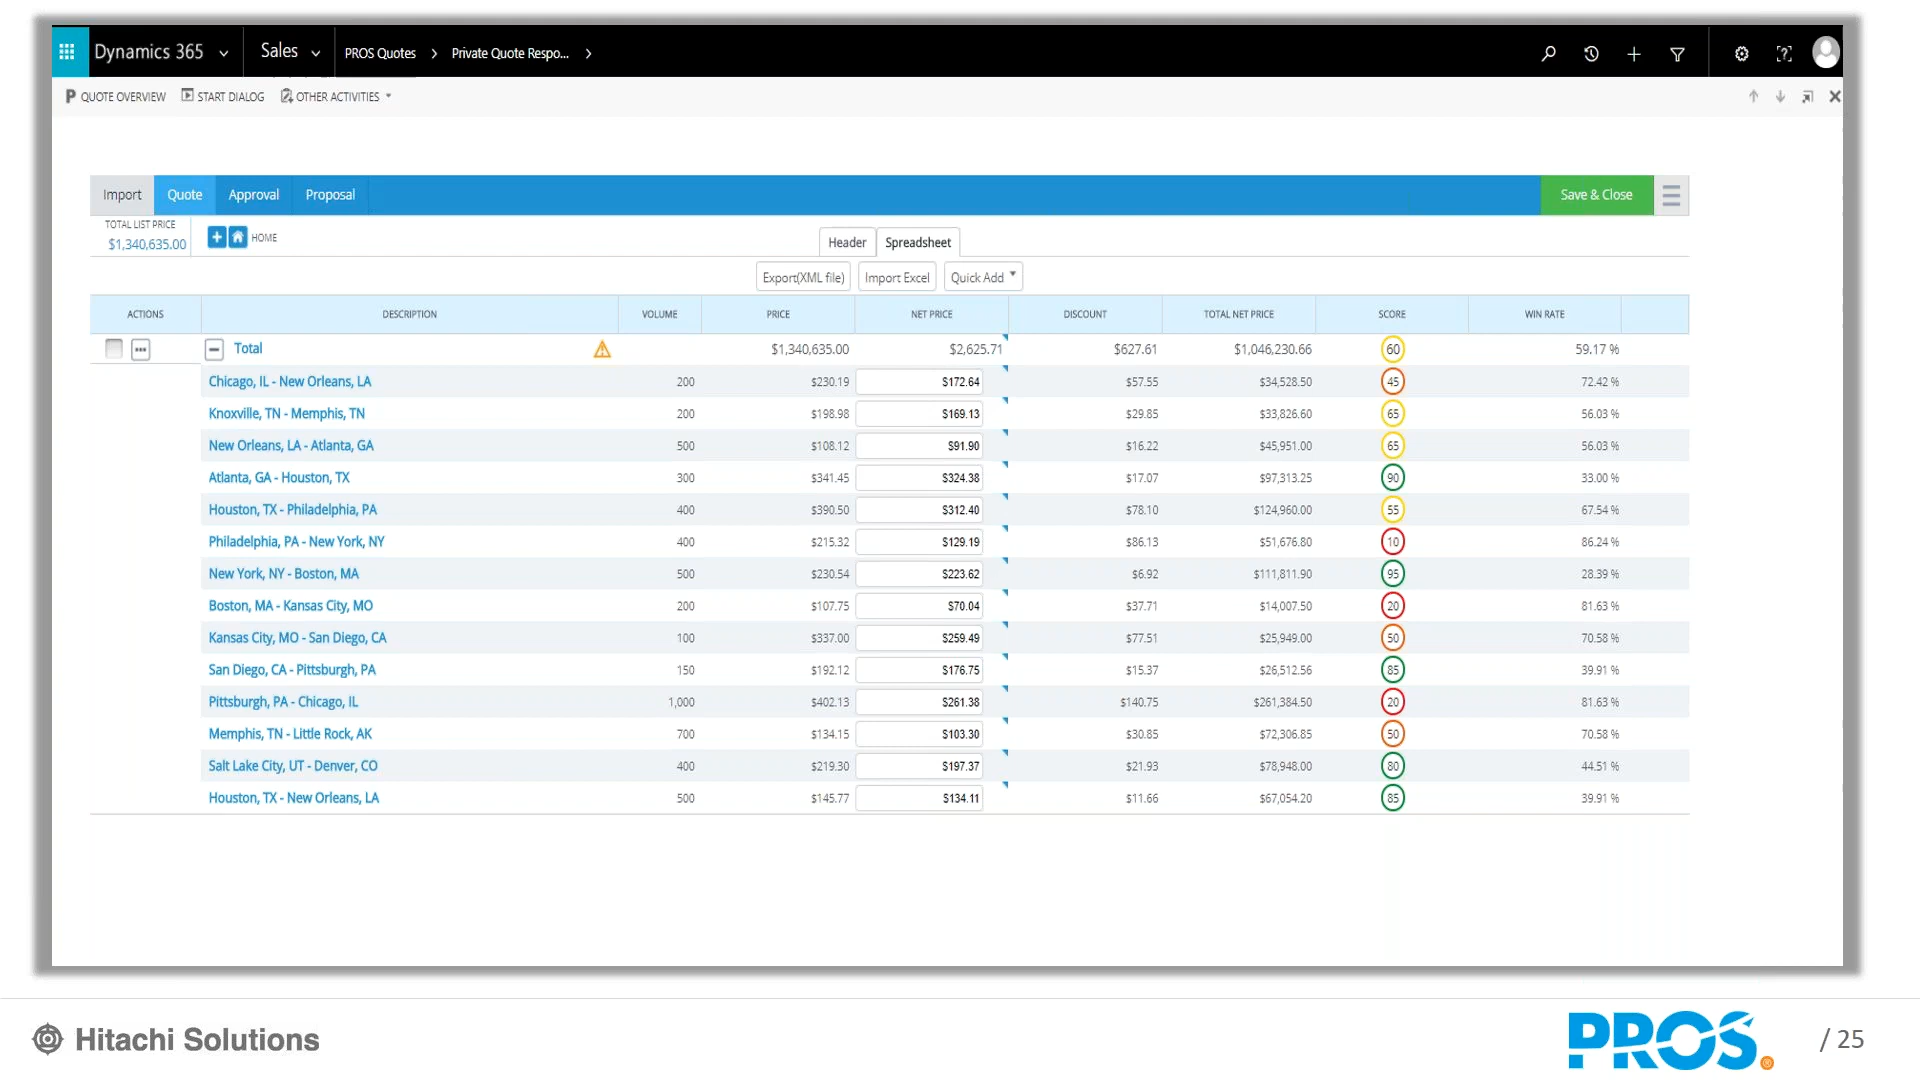 Dynamics 365 Sales PROS Quotes Private Quote Respo...
QUOTE OVERVIEW START DIALOG OTHER ACTIVITIES
Import Quote Approval Proposal Save & Close
TOTAL LIST PRICE
$1,340,635.00
HOME
Header Spreadsheet
Export(XML file) Import Excel Quick Add
ACTIONS DESCRIPTION VOLUME PRICE NET PRICE DISCOUNT TOTAL NET PRICE SCORE WIN RATE
Total $1,340,635.00 $2,625.71 $627.61 $1,046,230.66 60 59.17 %
Chicago, IL - New Orleans, LA 200 $230.19 $172.64 $57.55 $34,528.50 45 72.42 %
Knoxville, TN - Memphis, TN 200 $198.98 $169.13 $29.85 $33,826.60 65 56.03 %
New Orleans, LA - Atlanta, GA 500 $108.12 $91.90 $16.22 $45,951.00 65 56.03 %
Atlanta, GA - Houston, TX 300 $341.45 $324.38 $17.07 $97,313.25 90 33.00 %
Houston, TX - Philadelphia, PA 400 $390.50 $312.40 $78.10 $124,960.00 55 67.54 %
Philadelphia, PA - New York, NY 400 $215.32 $129.19 $86.13 $51,676.80 10 86.24 %
New York, NY - Boston, MA 500 $230.54 $223.62 $6.92 $111,811.90 95 28.39 %
Boston, MA - Kansas City, MO 200 $107.75 $70.04 $37.71 $14,007.50 20 81.63 %
Kansas City, MO - San Diego, CA 100 $337.00 $259.49 $77.51 $25,949.00 50 70.58 %
San Diego, CA - Pittsburgh, PA 150 $192.12 $176.75 $15.37 $26,512.56 85 39.91 %
Pittsburgh, PA - Chicago, IL 1,000 $402.13 $261.38 $140.75 $261,384.50 20 81.63 %
Memphis, TN - Little Rock, AK 700 $134.15 $103.30 $30.85 $72,306.85 50 70.58 %
Salt Lake City, UT - Denver, CO 400 $219.30 $197.37 $21.93 $78,948.00 80 44.51 %
Houston, TX - New Orleans, LA 500 $145.77 $134.11 $11.66 $67,054.20 85 39.91 %
Hitachi Solutions PROS / 25